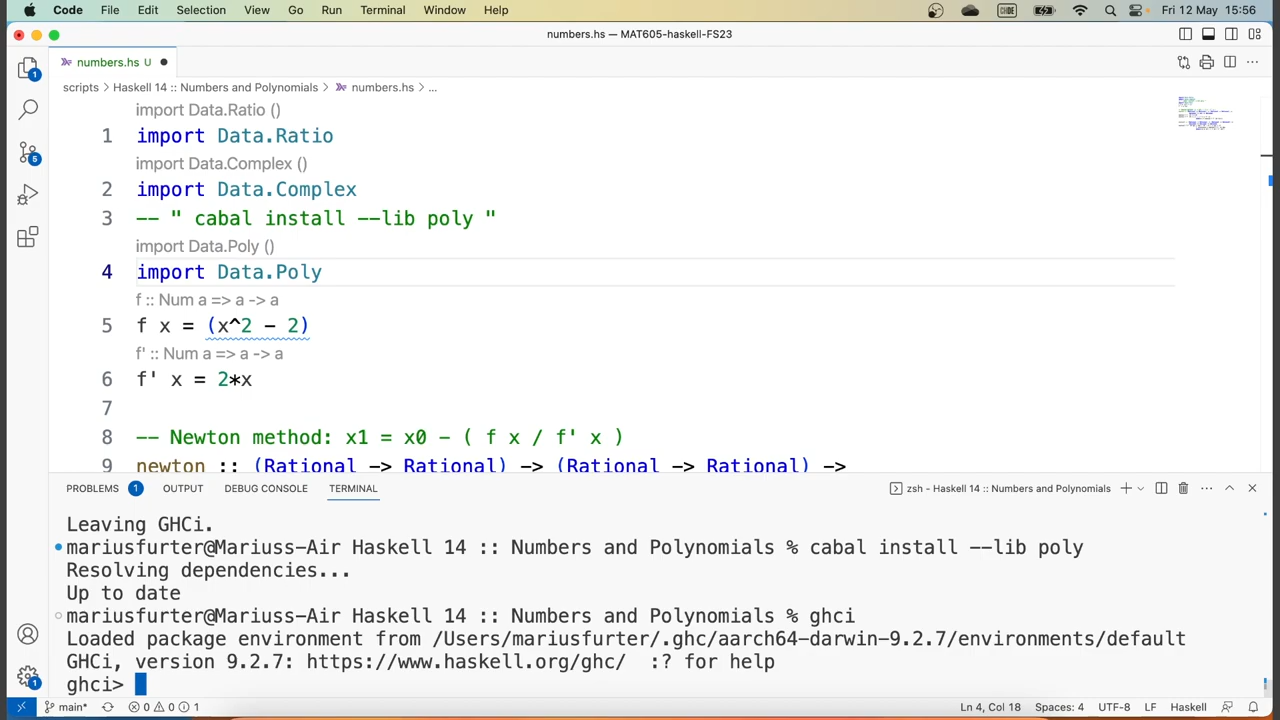 Code File Edit Selection View Go Run Terminal Window Help Fri 12 May 15:56
numbers.hs — MAT605-haskell-FS23
numbers.hs U
scripts > Haskell 14 :: Numbers and Polynomials > numbers.hs > ...
import Data.Ratio ()
1 import Data.Ratio
import Data.Complex ()
2 import Data.Complex
3 -- " cabal install --lib poly "
import Data.Poly ()
4 import Data.Poly
f :: Num a => a -> a
5 f x = (x^2 - 2)
f' :: Num a => a -> a
6 f' x = 2*x
7
8 -- Newton method: x1 = x0 - ( f x / f' x )
9 newton :: (Rational -> Rational) -> (Rational -> Rational) ->
PROBLEMS 1 OUTPUT DEBUG CONSOLE TERMINAL zsh - Haskell 14 :: Numbers and Polynomials
Leaving GHCi.
mariusfurter@Mariuss-Air Haskell 14 :: Numbers and Polynomials % cabal install --lib poly
Resolving dependencies...
Up to date
mariusfurter@Mariuss-Air Haskell 14 :: Numbers and Polynomials % ghci
Loaded package environment from /Users/mariusfurter/.ghc/aarch64-darwin-9.2.7/environments/default
GHCi, version 9.2.7: https://www.haskell.org/ghc/  :? for help
ghci>
main* 0 0 1 Ln 4, Col 18 Spaces: 4 UTF-8 LF Haskell